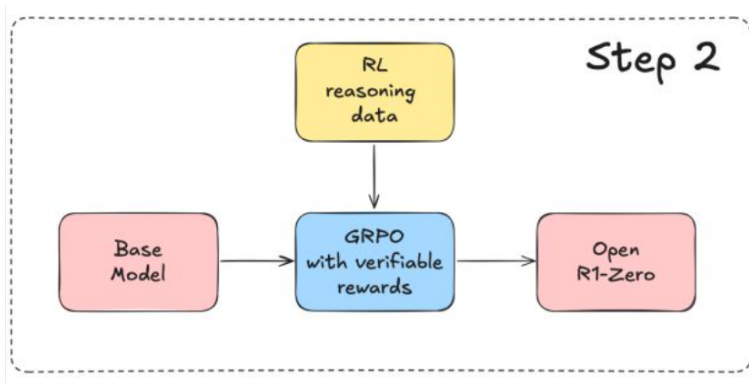 Step 2
RL
reasoning
data
Base
Model
GRPO
with verifiable
rewards
Open
R1-Zero